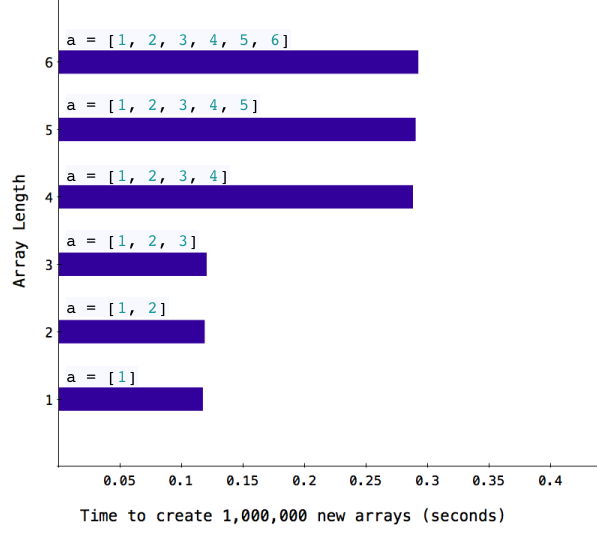 a = [1, 2, 3, 4, 5, 6]
6
a = [1, 2, 3, 4, 5]
5
a = [1, 2, 3, 4]
4
Array Length
a = [1, 2, 3]
3
a = [1, 2]
2
a = [1]
1
0.05 0.1 0.15 0.2 0.25 0.3 0.35 0.4
Time to create 1,000,000 new arrays (seconds)